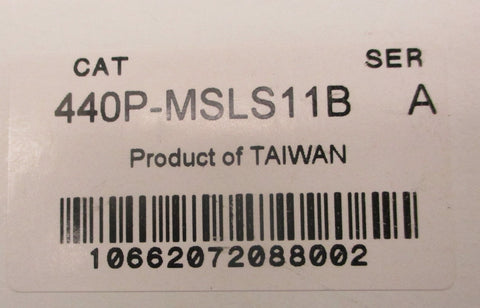 CAT SER
440P-MSLS11B A
Product of TAIWAN
10662072088002